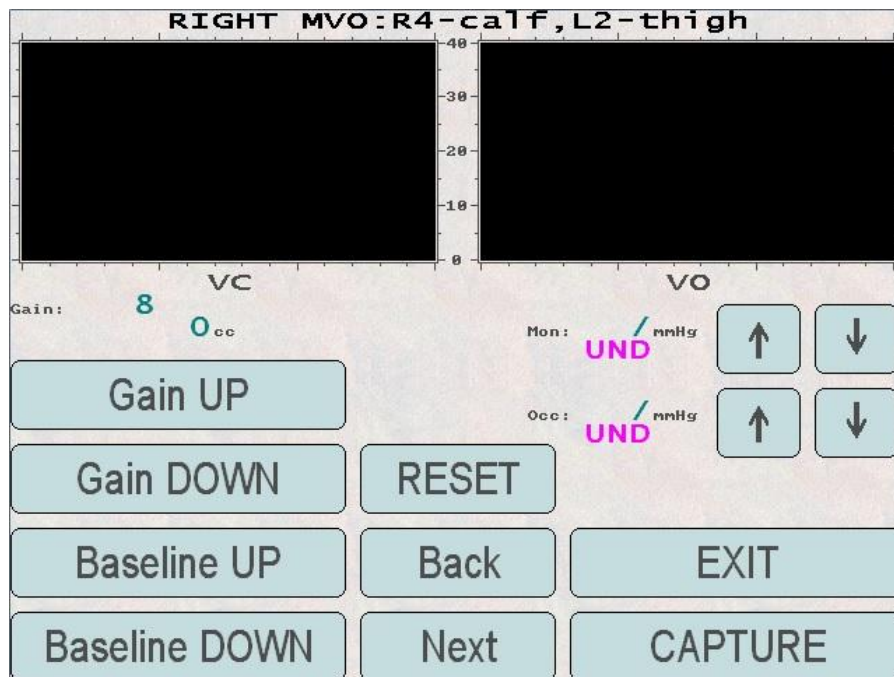 RIGHT MVO:R4-calf,L2-thigh
40
30
20
10
0
VC
VO
Gain: 8
0cc
Mon: / mmHg
UND
↑ ↓
Gain UP
Occ: / mmHg
UND
↑ ↓
Gain DOWN
RESET
Baseline UP
Back
EXIT
Baseline DOWN
Next
CAPTURE